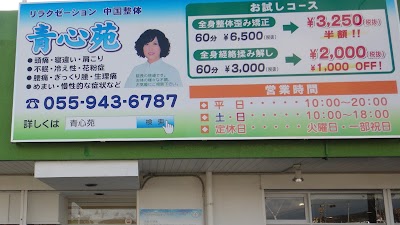 リラクゼーション 中国整体
青心苑
● 頭痛・寝違い・肩こり
● 不眠・冷え性・花粉症
● 腰痛・ぎっくり腰・生理痛
● めまい・慢性的な症状など
☎055-943-6787
詳しくは 青心苑 検索
お試しコース
全身整体歪み矯正
60分 ¥6,500(税抜)
¥3,250(税抜)
半額!!
全身経絡揉み解し
60分 ¥3,000(税抜)
¥2,000(税抜)
¥1,000 OFF!
営業時間
平日 10:00~20:00
土・日 10:00~18:00
定休日 火曜日・一部祝日